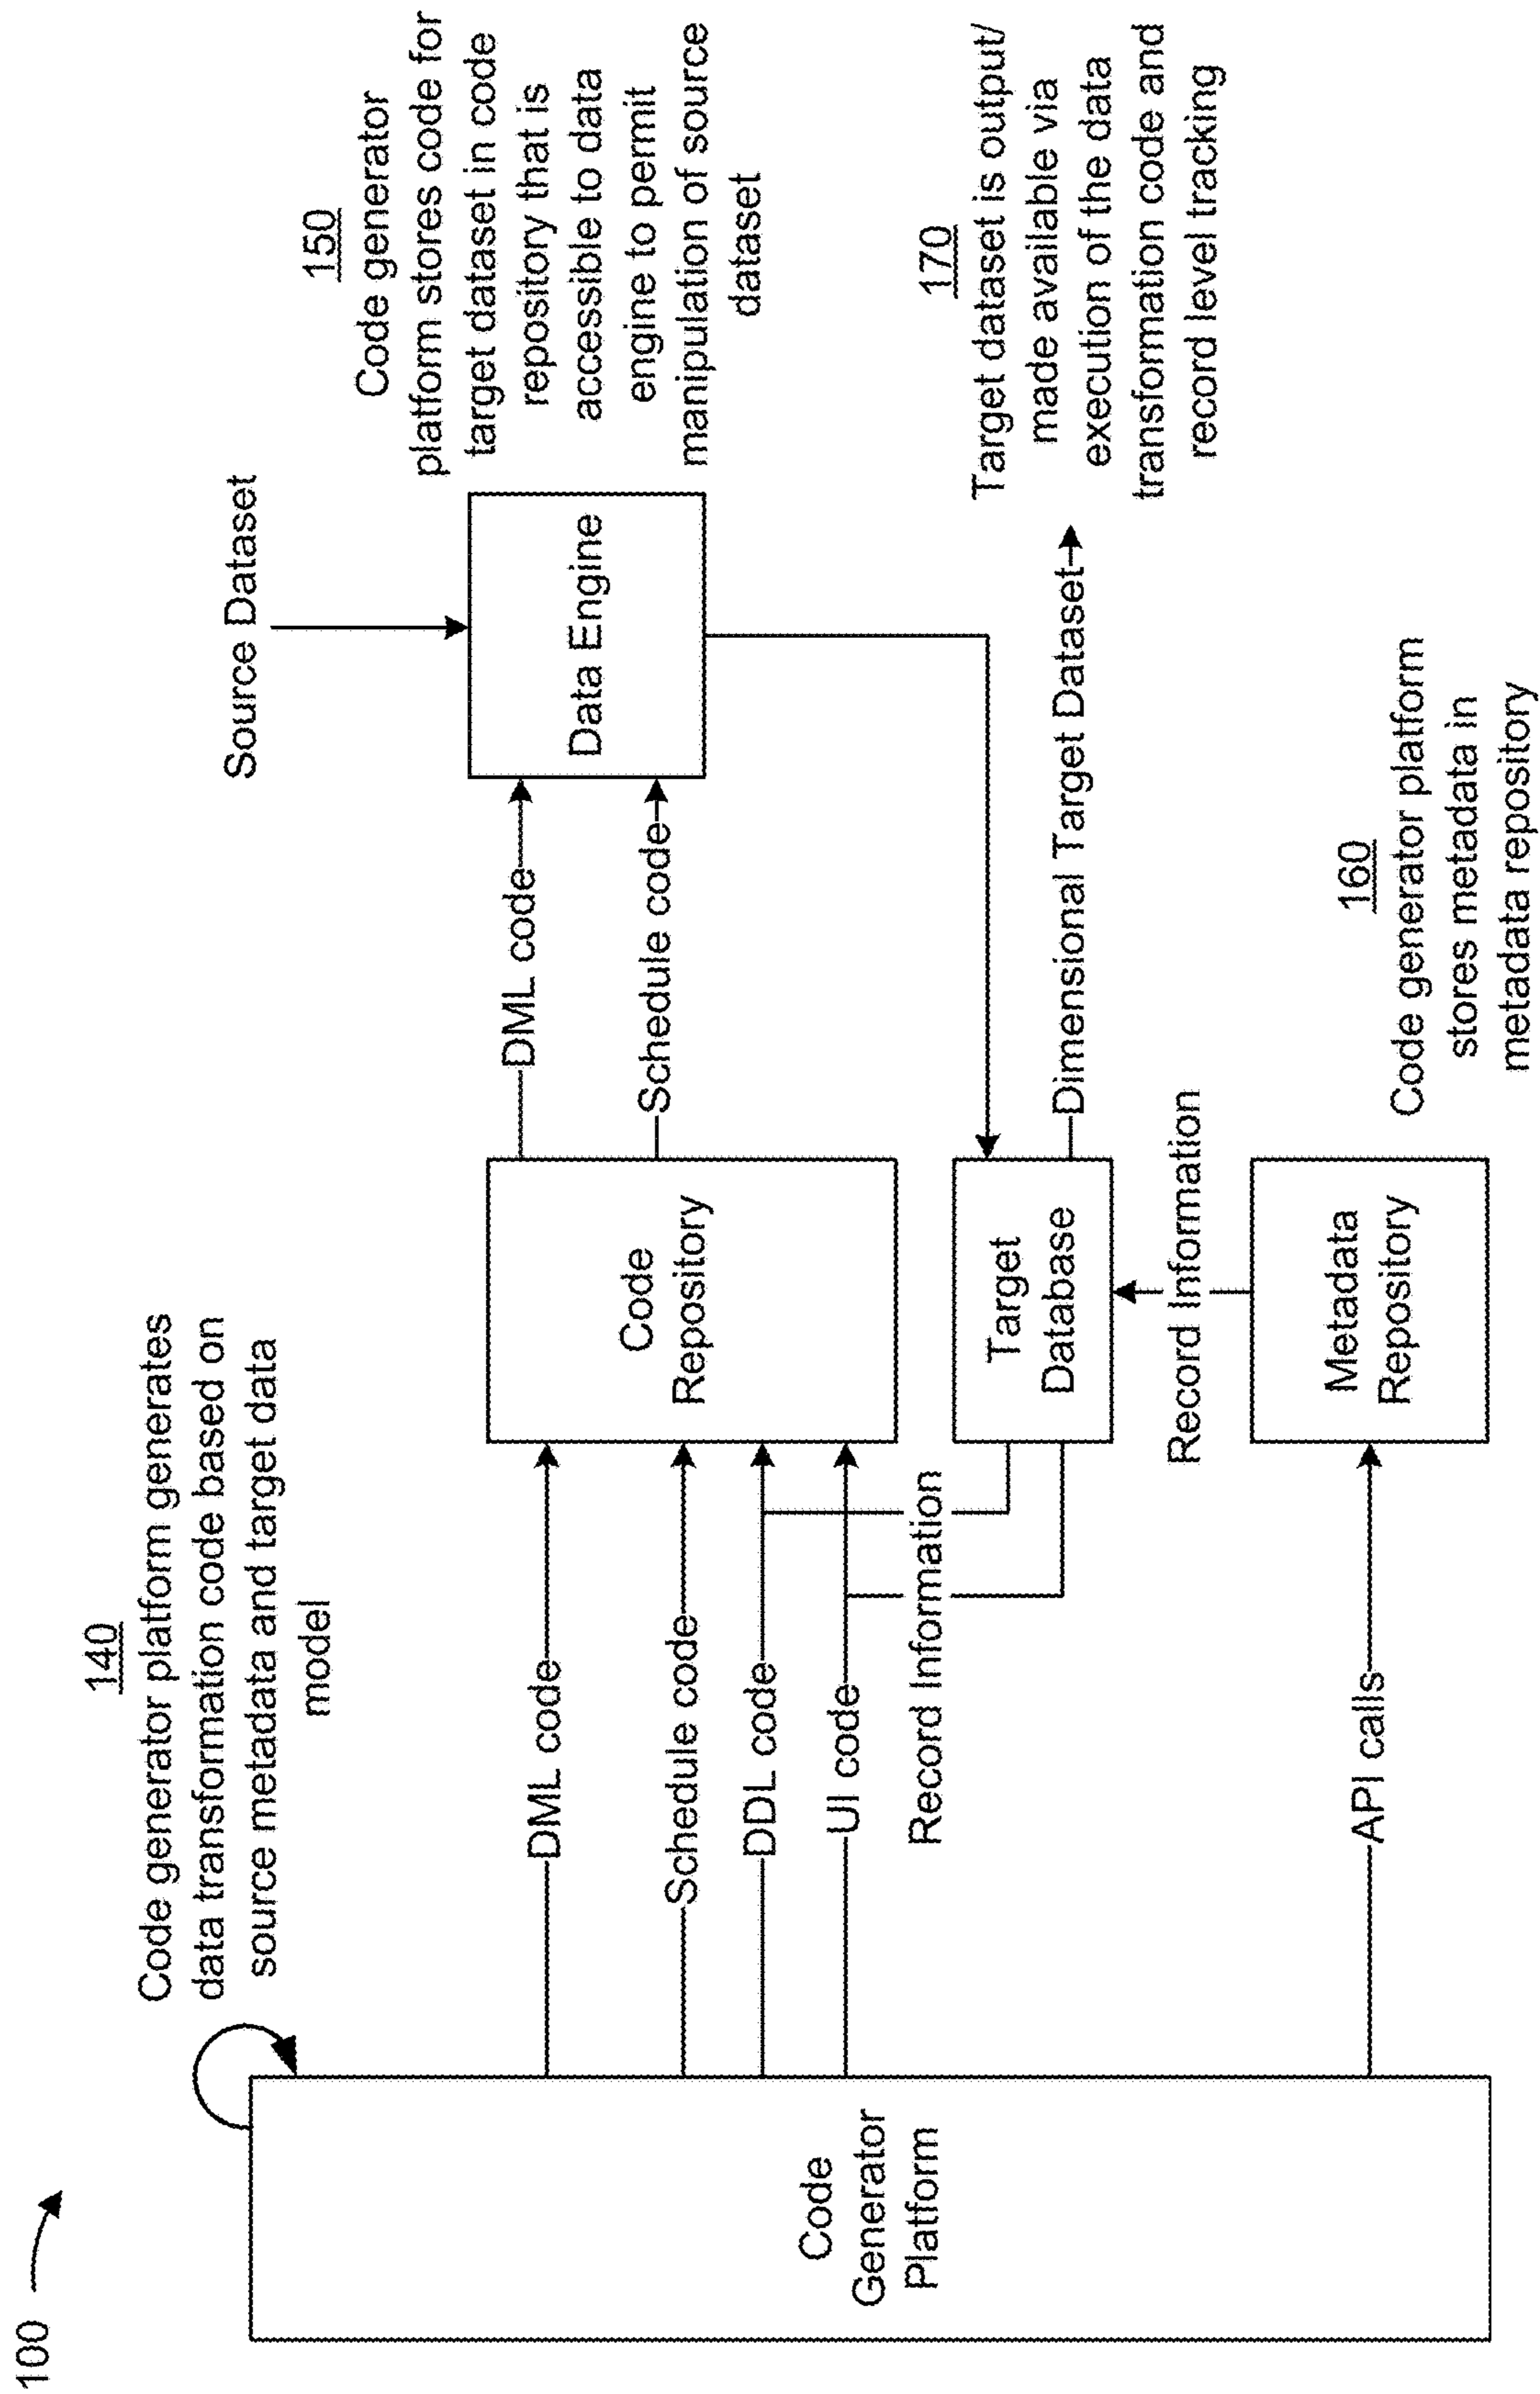 100
140
Code generator platform generates
data transformation code based on
source metadata and target data
model
Source Dataset
150
Code generator
platform stores code for
target dataset in code
repository that is
accessible to data
engine to permit
manipulation of source
dataset
Code
Generator
Platform
DML code
Schedule code
DDL code
UI code
Record Information
API calls
Code
Repository
DML code
Schedule code
Data Engine
Target
Database
Dimensional Target Dataset
170
Target dataset is output/
made available via
execution of the data
transformation code and
record level tracking
Record Information
Metadata
Repository
160
Code generator platform
stores metadata in
metadata repository